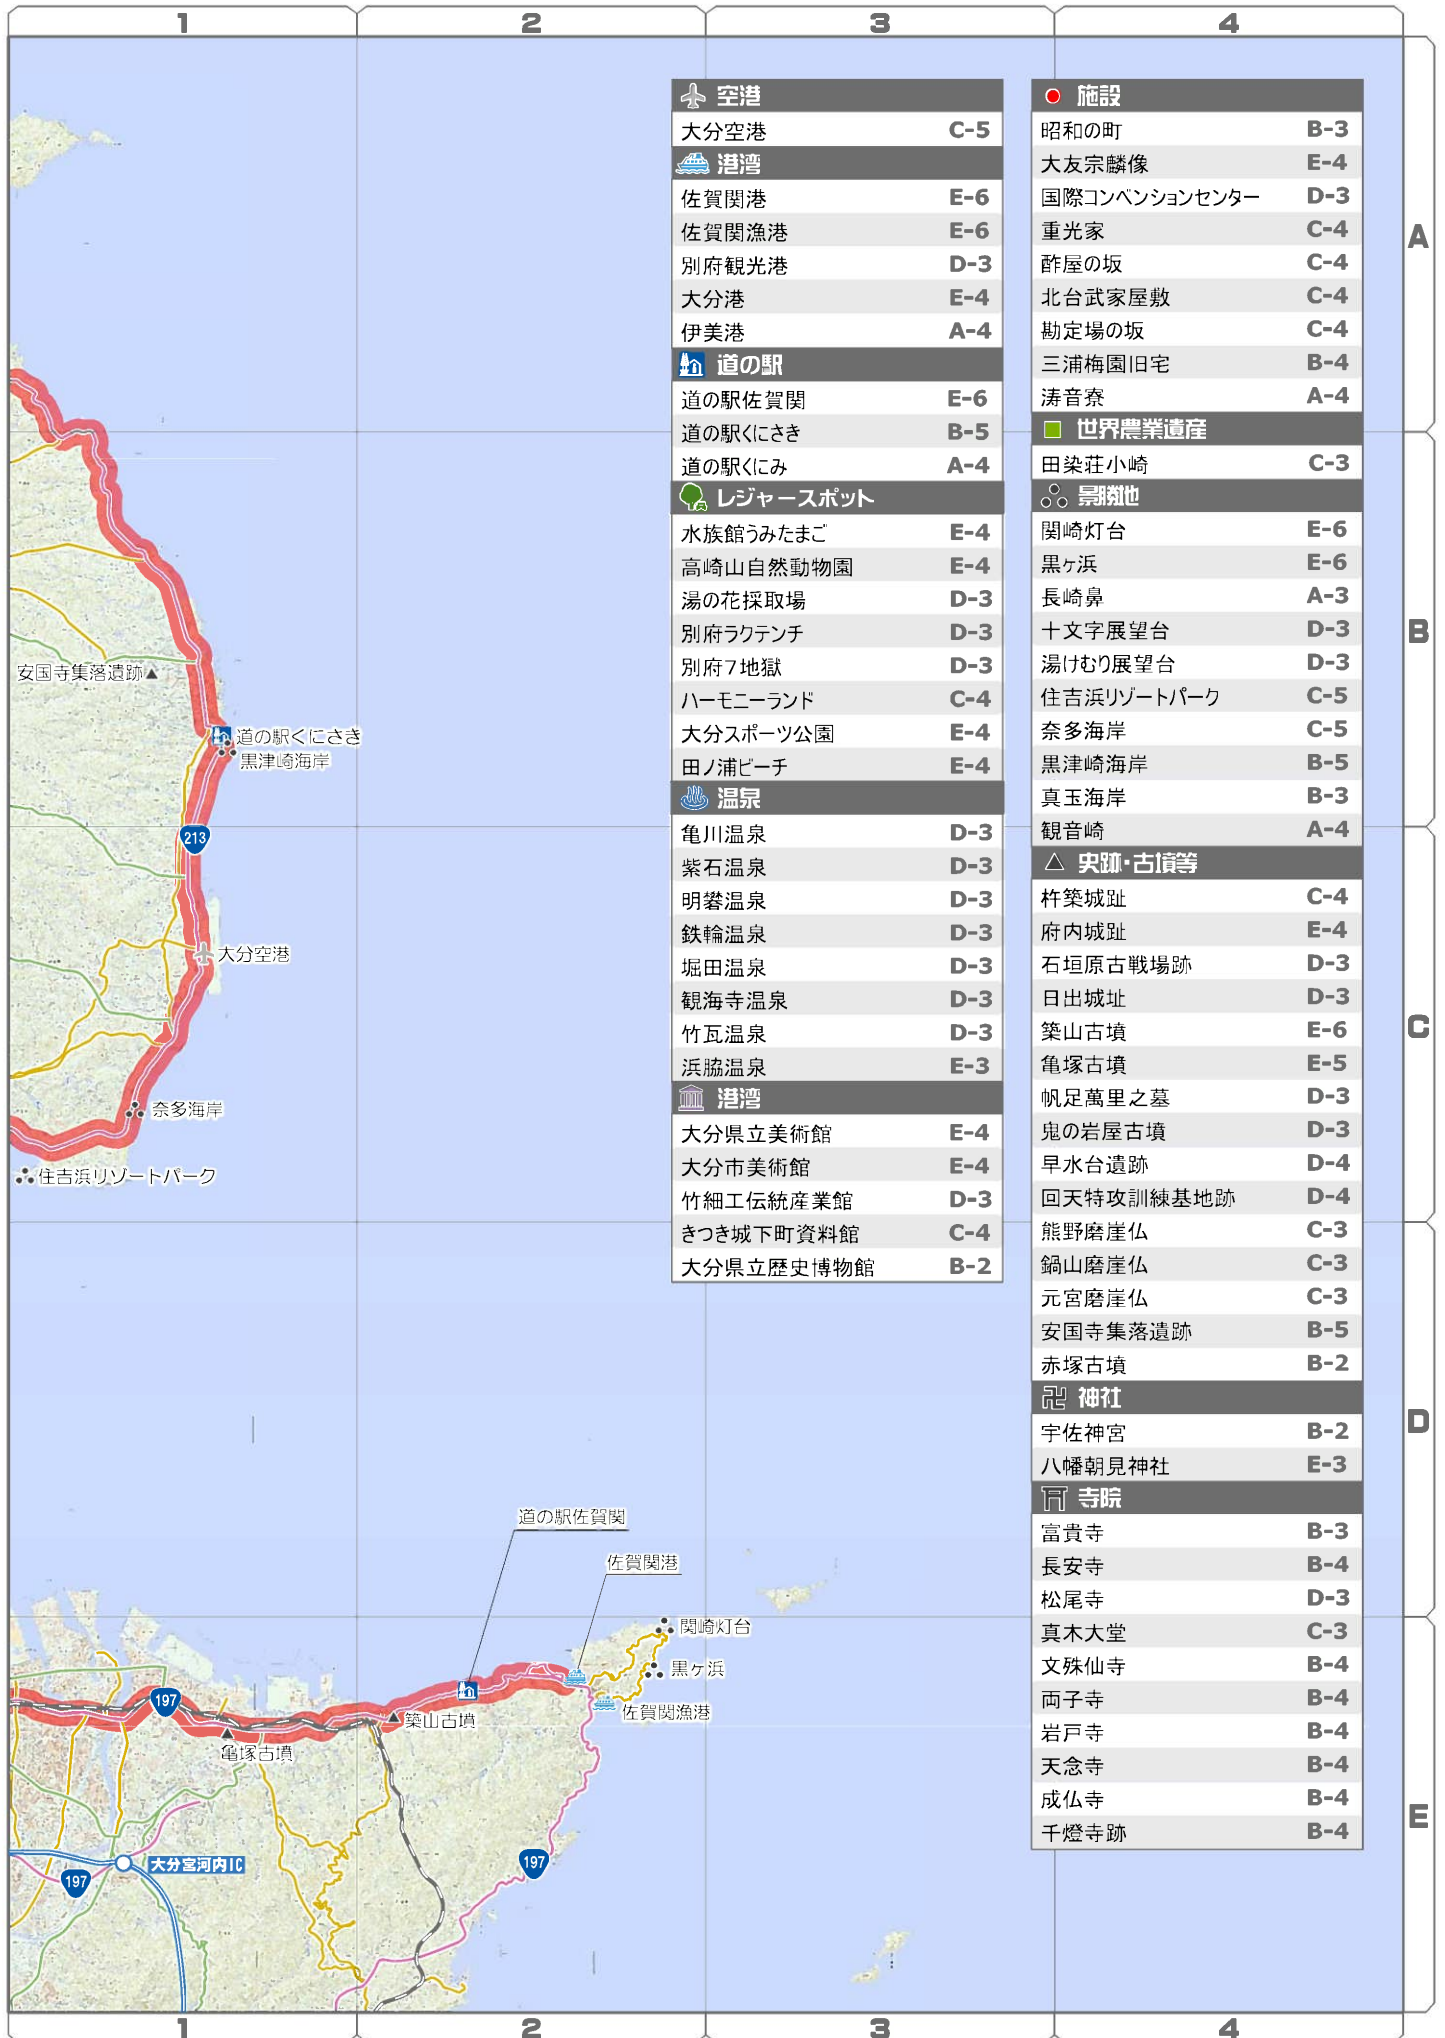 1 2 3 4
空港
大分空港 C-5
港湾
佐賀関港 E-6
佐賀関漁港 E-6
別府観光港 D-3
大分港 E-4
伊美港 A-4
道の駅
道の駅佐賀関 E-6
道の駅くにさき B-5
道の駅くにみ A-4
レジャースポット
水族館うみたまご E-4
高崎山自然動物園 E-4
湯の花採取場 D-3
別府ラクテンチ D-3
別府7地獄 D-3
ハーモニーランド C-4
大分スポーツ公園 E-4
田ノ浦ビーチ E-4
温泉
亀川温泉 D-3
紫石温泉 D-3
明礬温泉 D-3
鉄輪温泉 D-3
堀田温泉 D-3
観海寺温泉 D-3
竹瓦温泉 D-3
浜脇温泉 E-3
港湾
大分県立美術館 E-4
大分市美術館 E-4
竹細工伝統産業館 D-3
きつき城下町資料館 C-4
大分県立歴史博物館 B-2
施設
昭和の町 B-3
大友宗麟像 E-4
国際コンベンションセンター D-3
重光家 C-4
酢屋の坂 C-4
北台武家屋敷 C-4
勘定場の坂 C-4
三浦梅園旧宅 B-4
涛音寮 A-4
世界農業遺産
田染荘小崎 C-3
景勝地
関崎灯台 E-6
黒ヶ浜 E-6
長崎鼻 A-3
十文字展望台 D-3
湯けむり展望台 D-3
住吉浜リゾートパーク C-5
奈多海岸 C-5
黒津崎海岸 B-5
真玉海岸 B-3
観音崎 A-4
史跡・古墳等
杵築城趾 C-4
府内城趾 E-4
石垣原古戦場跡 D-3
日出城址 D-3
築山古墳 E-6
亀塚古墳 E-5
帆足萬里之墓 D-3
鬼の岩屋古墳 D-3
早水台遺跡 D-4
回天特攻訓練基地跡 D-4
熊野磨崖仏 C-3
鍋山磨崖仏 C-3
元宮磨崖仏 C-3
安国寺集落遺跡 B-5
赤塚古墳 B-2
神社
宇佐神宮 B-2
八幡朝見神社 E-3
寺院
富貴寺 B-3
長安寺 B-4
松尾寺 D-3
真木大堂 C-3
文殊仙寺 B-4
両子寺 B-4
岩戸寺 B-4
天念寺 B-4
成仏寺 B-4
千燈寺跡 B-4
A
B
C
D
E
安国寺集落遺跡
道の駅くにさき
黒津崎海岸
213
大分空港
奈多海岸
住吉浜リゾートパーク
道の駅佐賀関
佐賀関港
関崎灯台
黒ヶ浜
佐賀関漁港
197
築山古墳
亀塚古墳
大分宮河内IC
197
197
1 2 3 4